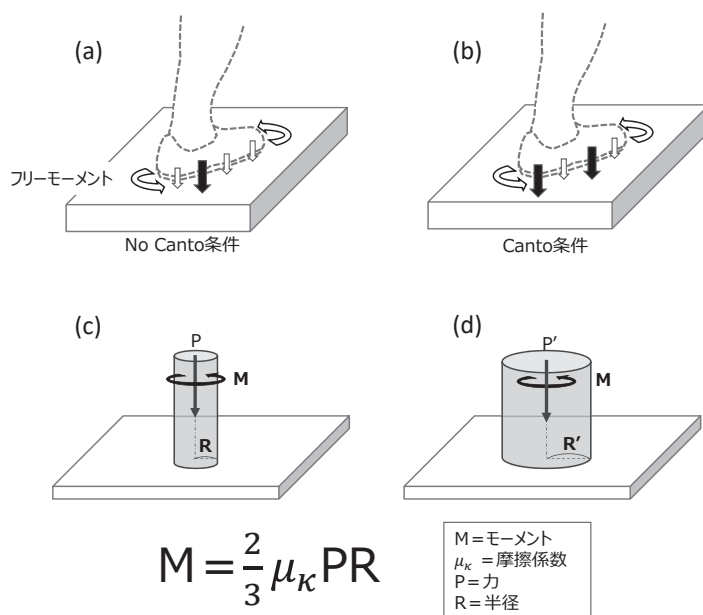 (a)
(b)
フリーモーメント
No Canto条件
Canto条件
(c)
(d)
P
P′
M
M
R
R′
M = 2/3 μκPR
M＝モーメント
μκ ＝摩擦係数
P＝力
R＝半径